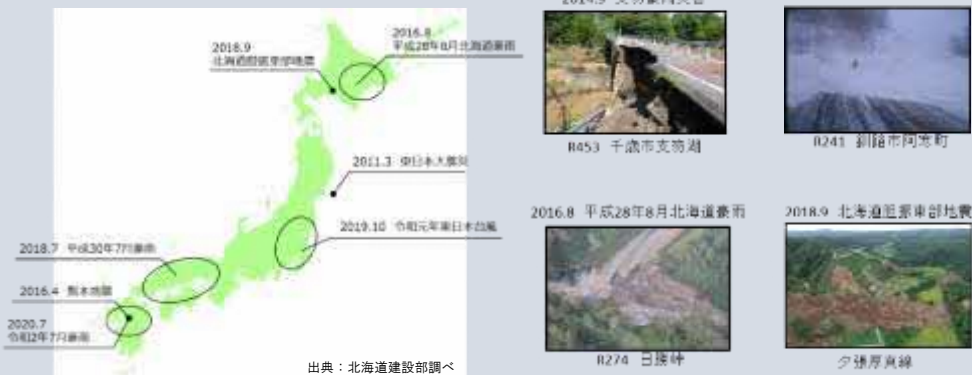 2018.9
北海道胆振東部地震
2016.8
平成28年8月北海道豪雨
2011.3 東日本大震災
2019.10 令和元年東日本台風
2018.7 平成30年7月豪雨
2016.4 熊本地震
2020.7
令和2年7月豪雨
出典：北海道建設部調べ
R453 千歳市支笏湖
R241 釧路市阿寒町
2016.8 平成28年8月北海道豪雨
R274 日勝峠
2018.9 北海道胆振東部地震
夕張厚真線